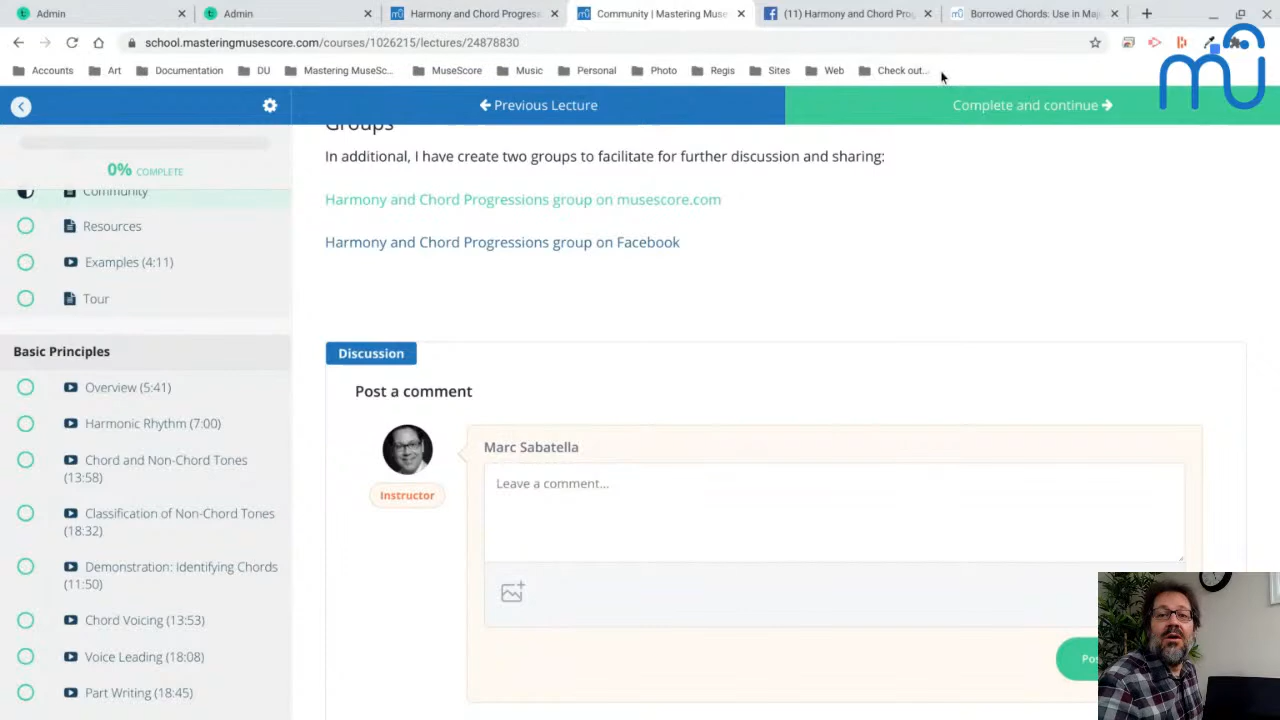 Admin
Admin
Harmony and Chord Progress
Community | Mastering Muse
(11) Harmony and Chord Prog
Borrowed Chords: Use in Maj
school.masteringmusescore.com/courses/1026215/lectures/24878830
Accounts
Art
Documentation
DU
Mastering MuseSc...
MuseScore
Music
Personal
Photo
Regis
Sites
Web
Check out...
Previous Lecture
Complete and continue
0% COMPLETE
Community
Resources
Examples (4:11)
Tour
Basic Principles
Overview (5:41)
Harmonic Rhythm (7:00)
Chord and Non-Chord Tones
(13:58)
Classification of Non-Chord Tones
(18:32)
Demonstration: Identifying Chords
(11:50)
Chord Voicing (13:53)
Voice Leading (18:08)
Part Writing (18:45)
Groups
In additional, I have create two groups to facilitate for further discussion and sharing:
Harmony and Chord Progressions group on musescore.com
Harmony and Chord Progressions group on Facebook
Discussion
Post a comment
Marc Sabatella
Instructor
Leave a comment...
Pos
mu